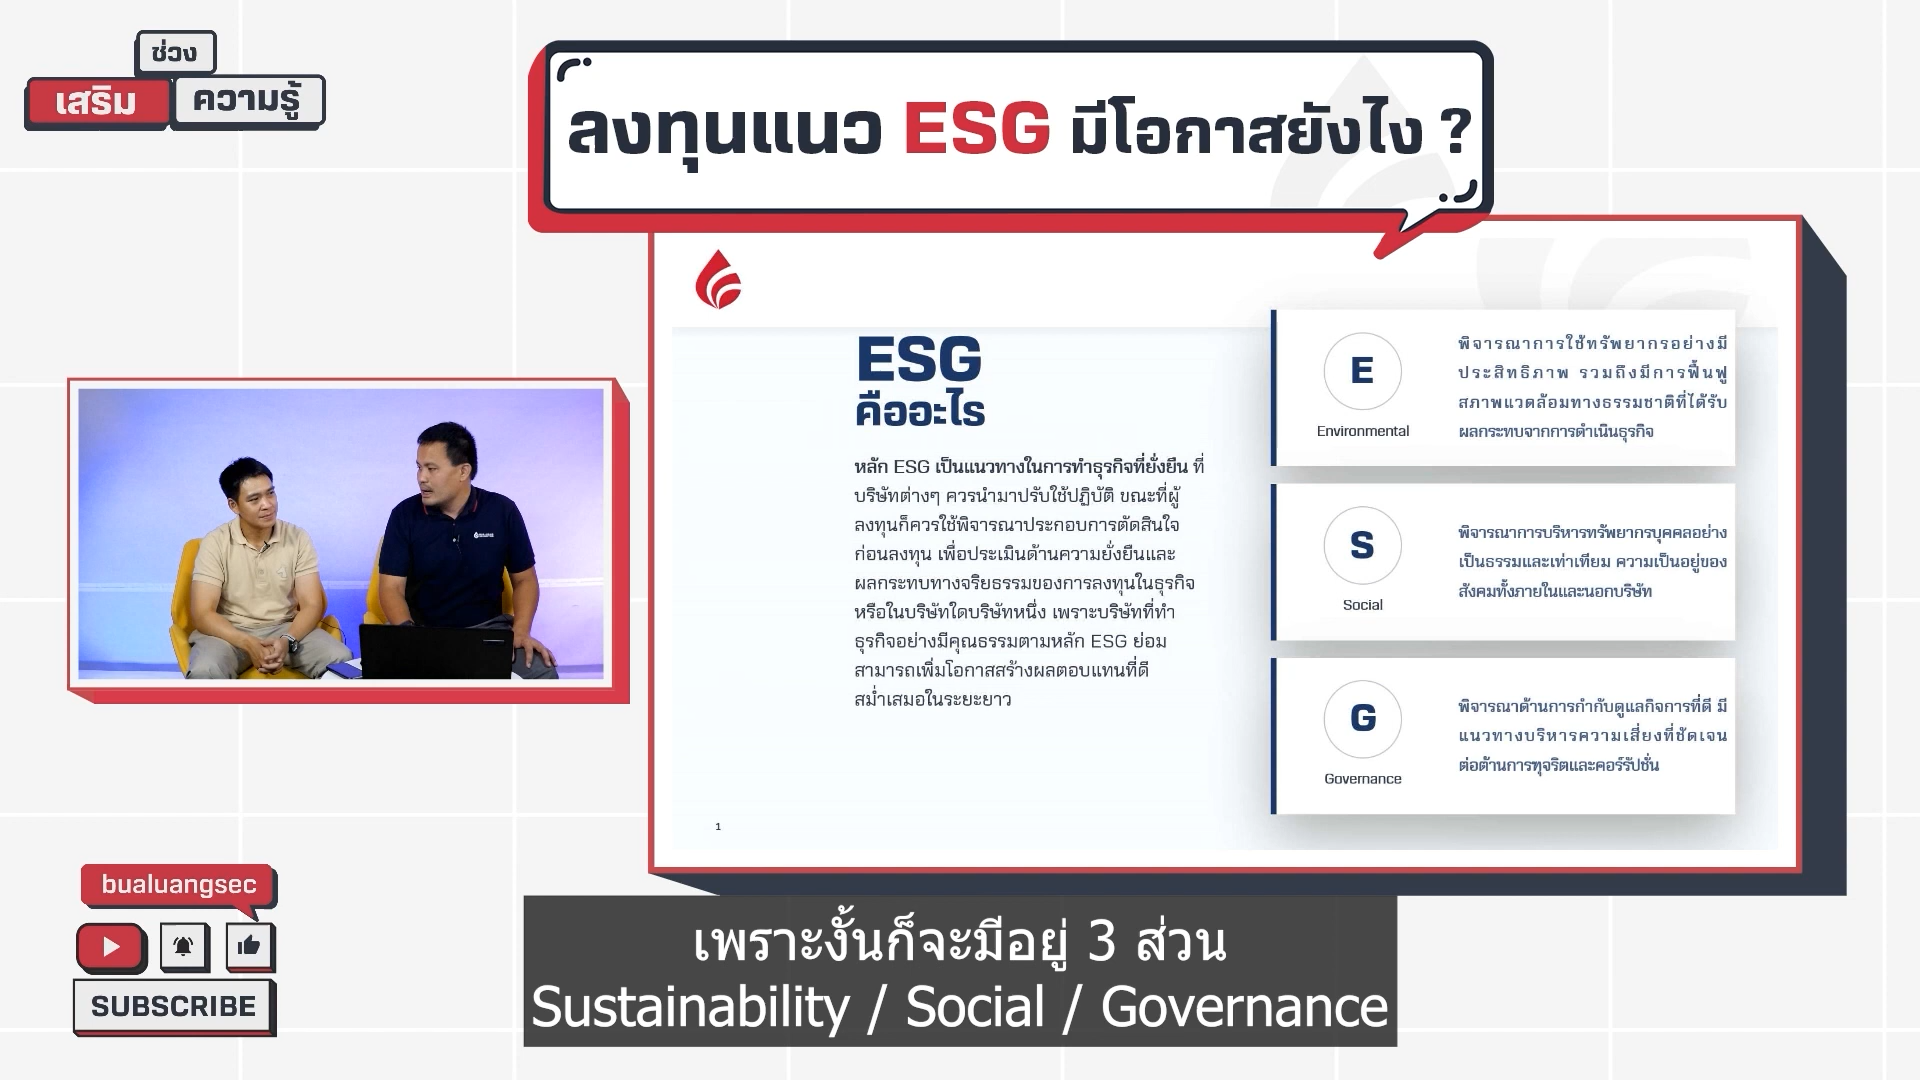 ช่วง
เสริม ความรู้
ลงทุนแนว ESG มีโอกาสยังไง ?
ESG
คืออะไร
หลัก ESG เป็นแนวทางในการทำธุรกิจที่ยั่งยืน ที่
บริษัทต่างๆ ควรนำมาปรับใช้ปฏิบัติ ขณะที่ผู้
ลงทุนก็ควรใช้พิจารณาประกอบการตัดสินใจ
ก่อนลงทุน เพื่อประเมินด้านความยั่งยืนและ
ผลกระทบทางจริยธรรมของการลงทุนในธุรกิจ
หรือในบริษัทใดบริษัทหนึ่ง เพราะบริษัทที่ทำ
ธุรกิจอย่างมีคุณธรรมตามหลัก ESG ย่อม
สามารถเพิ่มโอกาสสร้างผลตอบแทนที่ดี
สม่ำเสมอในระยะยาว
1
E
Environmental
พิจารณาการใช้ทรัพยากรอย่างมี
ประสิทธิภาพ รวมถึงมีการฟื้นฟู
สภาพแวดล้อมทางธรรมชาติที่ได้รับ
ผลกระทบจากการดำเนินธุรกิจ
S
Social
พิจารณาการบริหารทรัพยากรบุคคลอย่าง
เป็นธรรมและเท่าเทียม ความเป็นอยู่ของ
สังคมทั้งภายในและนอกบริษัท
G
Governance
พิจารณาด้านการกำกับดูแลกิจการที่ดี มี
แนวทางบริหารความเสี่ยงที่ชัดเจน
ต่อต้านการทุจริตและคอร์รัปชั่น
bualuangsec
SUBSCRIBE
เพราะงั้นก็จะมีอยู่ 3 ส่วน
Sustainability / Social / Governance